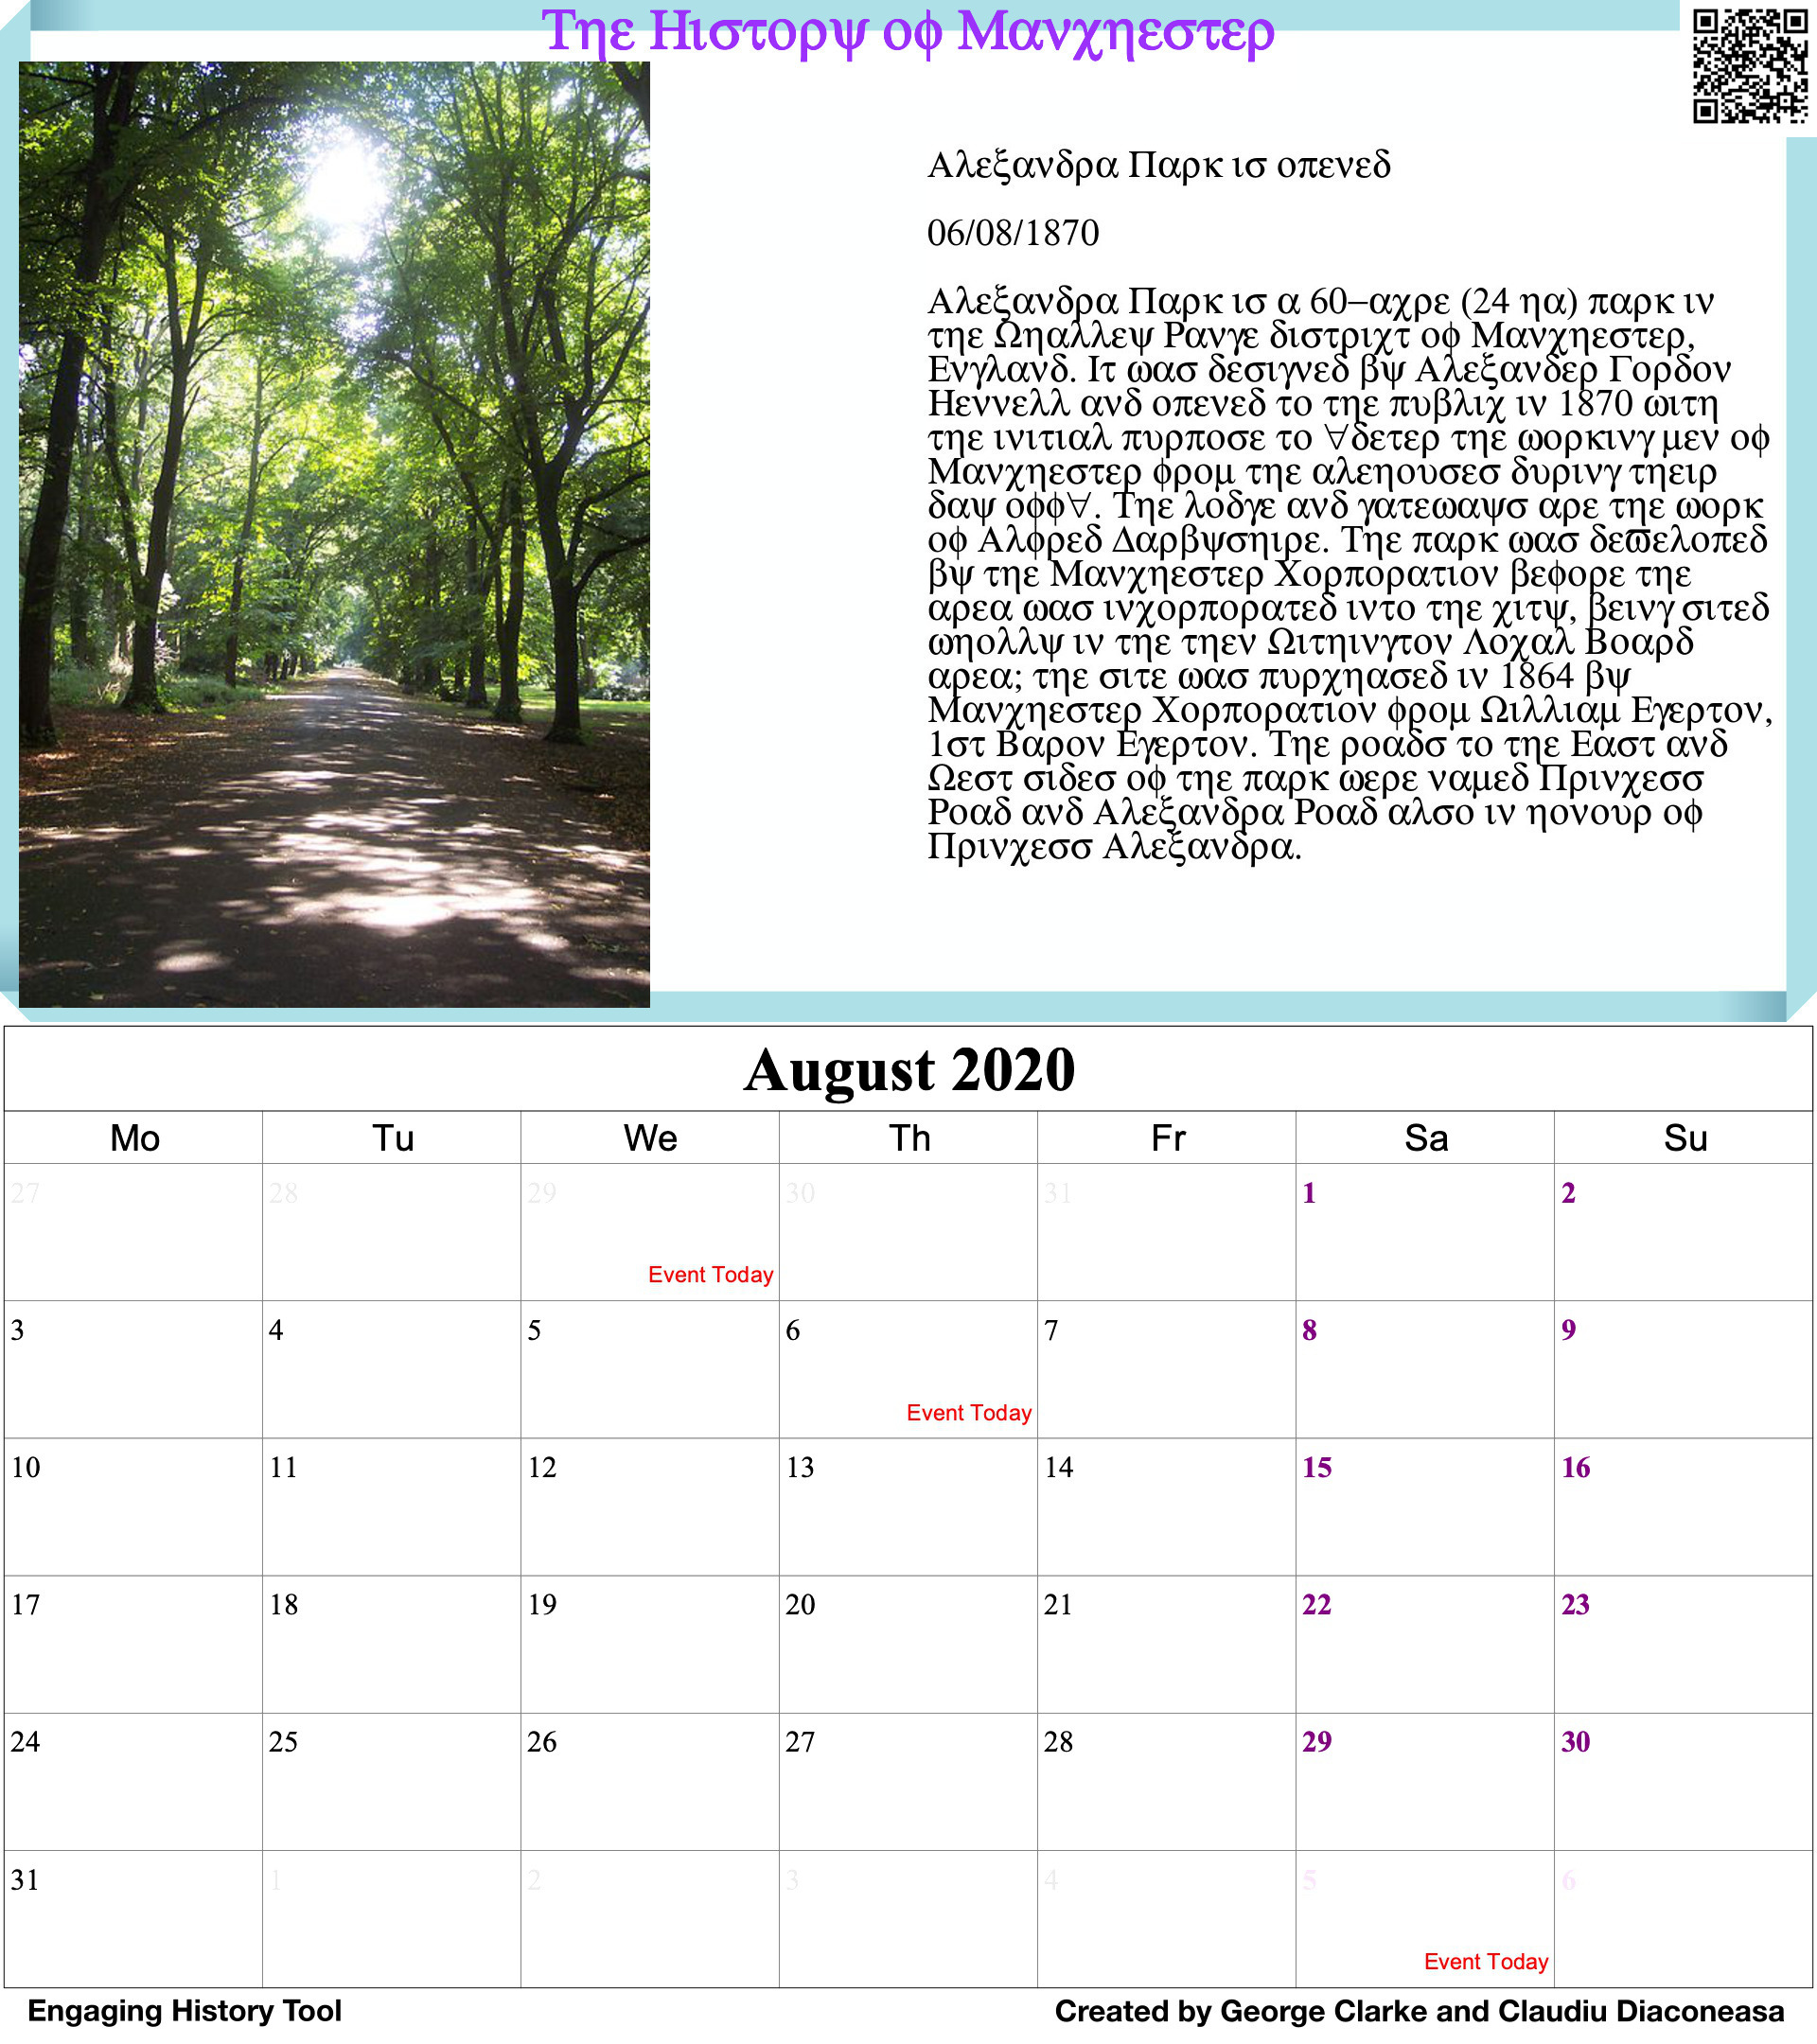 Τηε Ηιστορψ οφ Μανχηεστερ
Αλεξανδρα Παρκ ισ οπενεδ
06/08/1870
Αλεξανδρα Παρκ ισ α 60−αχρε (24 ηα) παρκ ιν
τηε Ωηαλλεψ Ρανγε διστριχτ οφ Μανχηεστερ,
Ενγλανδ. Ιτ ωασ δεσιγνεδ βψ Αλεξανδερ Γορδον
Ηεννελλ ανδ οπενεδ το τηε πυβλιχ ιν 1870 ωιτη
τηε ινιτιαλ πυρποσε το ∀δετερ τηε ωορκινγ μεν οφ
Μανχηεστερ φρομ τηε αλεηουσεσ δυρινγ τηειρ
δαψ οφφ∀. Τηε λοδγε ανδ γατεωαψσ αρε τηε ωορκ
οφ Αλφρεδ Δαρβψσηιρε. Τηε παρκ ωασ δεϖελοπεδ
βψ τηε Μανχηεστερ Χορπορατιον βεφορε τηε
αρεα ωασ ινχορπορατεδ ιντο τηε χιτψ, βεινγ σιτεδ
ωηολλψ ιν τηε τηεν Ωιτηινγτον Λοχαλ Βοαρδ
αρεα; τηε σιτε ωασ πυρχηασεδ ιν 1864 βψ
Μανχηεστερ Χορπορατιον φρομ Ωιλλιαμ Εγερτον,
1στ Βαρον Εγερτον. Τηε ροαδσ το τηε Εαστ ανδ
Ωεστ σιδεσ οφ τηε παρκ ωερε ναμεδ Πρινχεσσ
Ροαδ ανδ Αλεξανδρα Ροαδ αλσο ιν ηονουρ οφ
Πρινχεσσ Αλεξανδρα.
August 2020
Mo Tu We Th Fr Sa Su
27 28 29 30 31 1 2
Event Today
3 4 5 6 7 8 9
Event Today
10 11 12 13 14 15 16
17 18 19 20 21 22 23
24 25 26 27 28 29 30
31 1 2 3 4 5 6
Event Today
Engaging History Tool
Created by George Clarke and Claudiu Diaconeasa